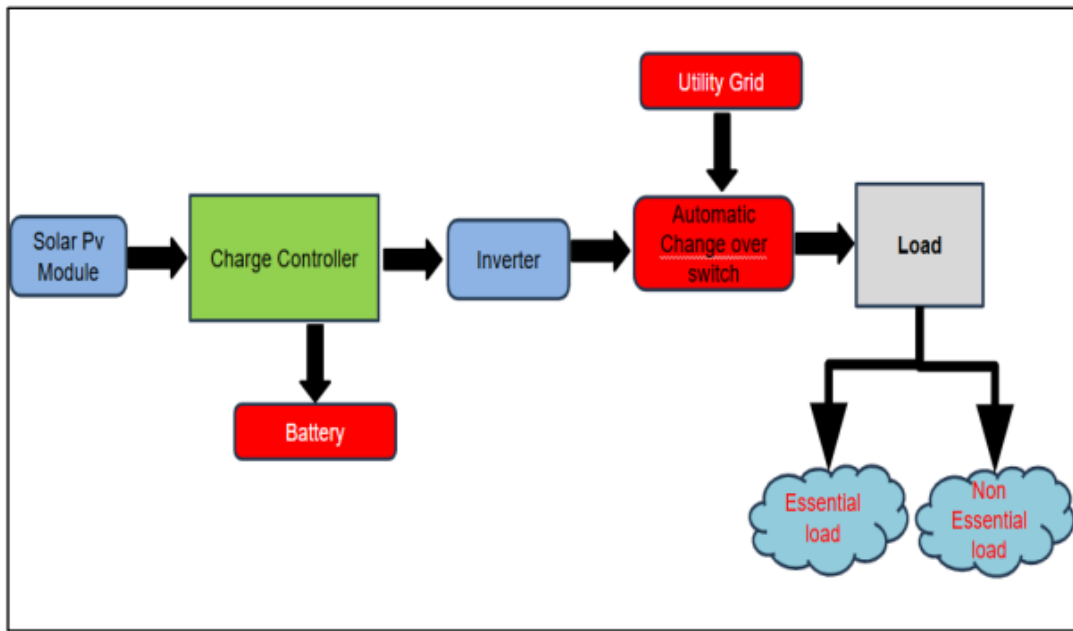 Utility Grid
Solar Pv
Module
Charge Controller
Inverter
Automatic
Change over
switch
Load
Battery
Essential
load
Non
Essential
load